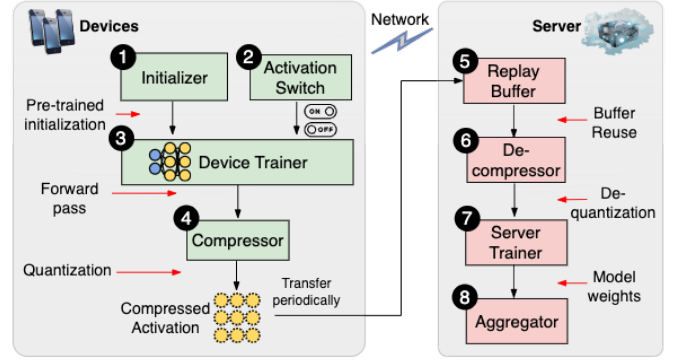 Devices
Network
Server
1
Initializer
2
Activation
Switch
ON
OFF
Pre-trained
initialization
3
Device Trainer
Forward
pass
4
Compressor
Quantization
Compressed
Activation
Transfer
periodically
5
Replay
Buffer
Buffer
Reuse
6
De-
compressor
De-
quantization
7
Server
Trainer
Model
weights
8
Aggregator